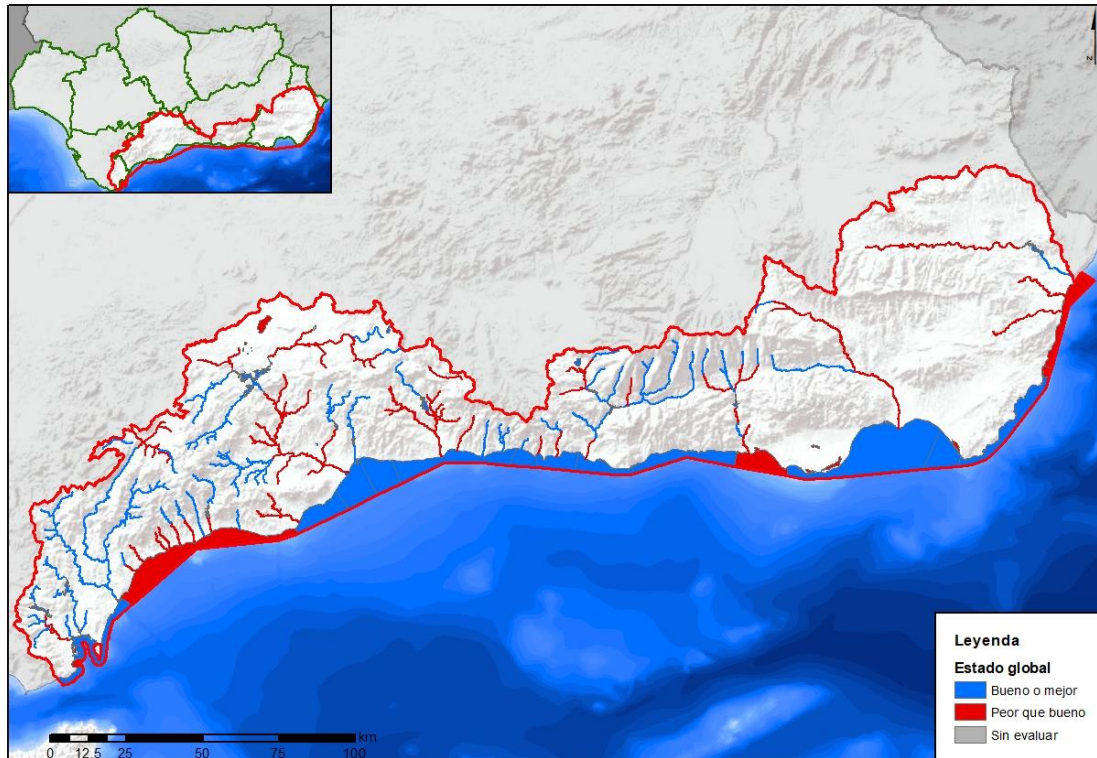 N
Leyenda
Estado global
Bueno o mejor
Peor que bueno
Sin evaluar
km
0 12.5 25 50 75 100